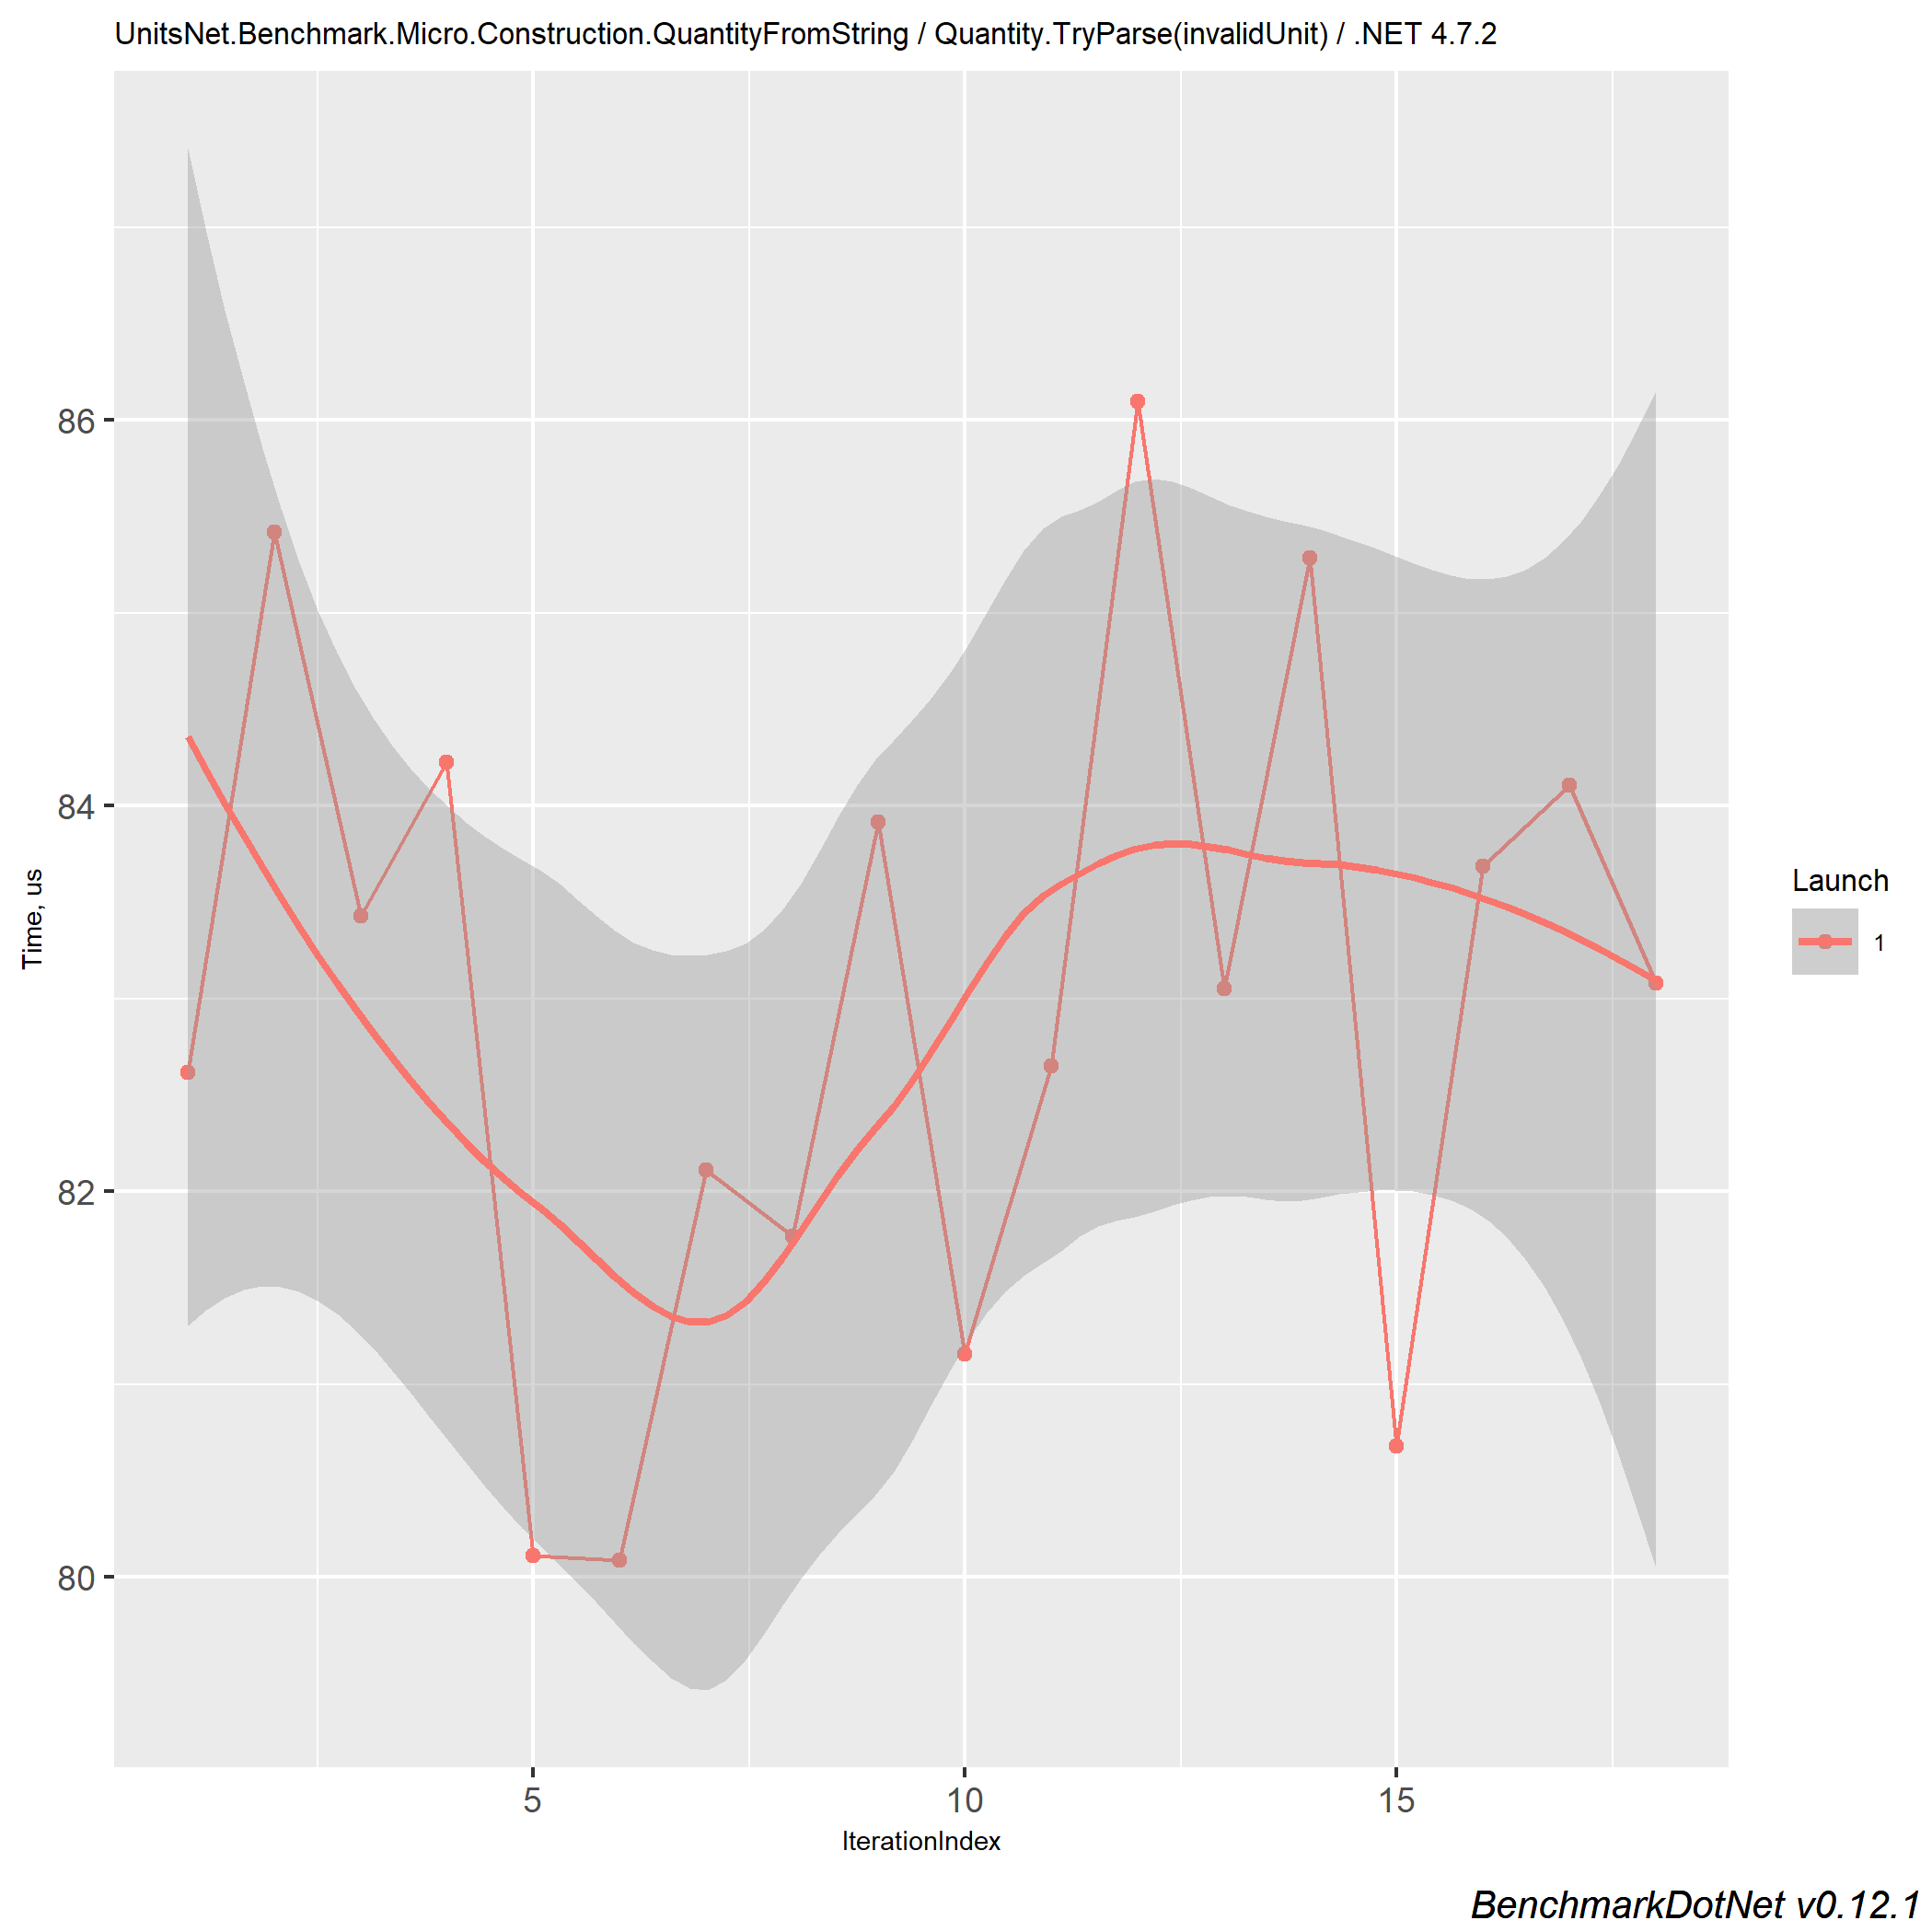 UnitsNet.Benchmark.Micro.Construction.QuantityFromString / Quantity.TryParse(invalidUnit) / .NET 4.7.2
86
84
82
80
Time, us
5 10 15
IterationIndex
Launch
1
BenchmarkDotNet v0.12.1